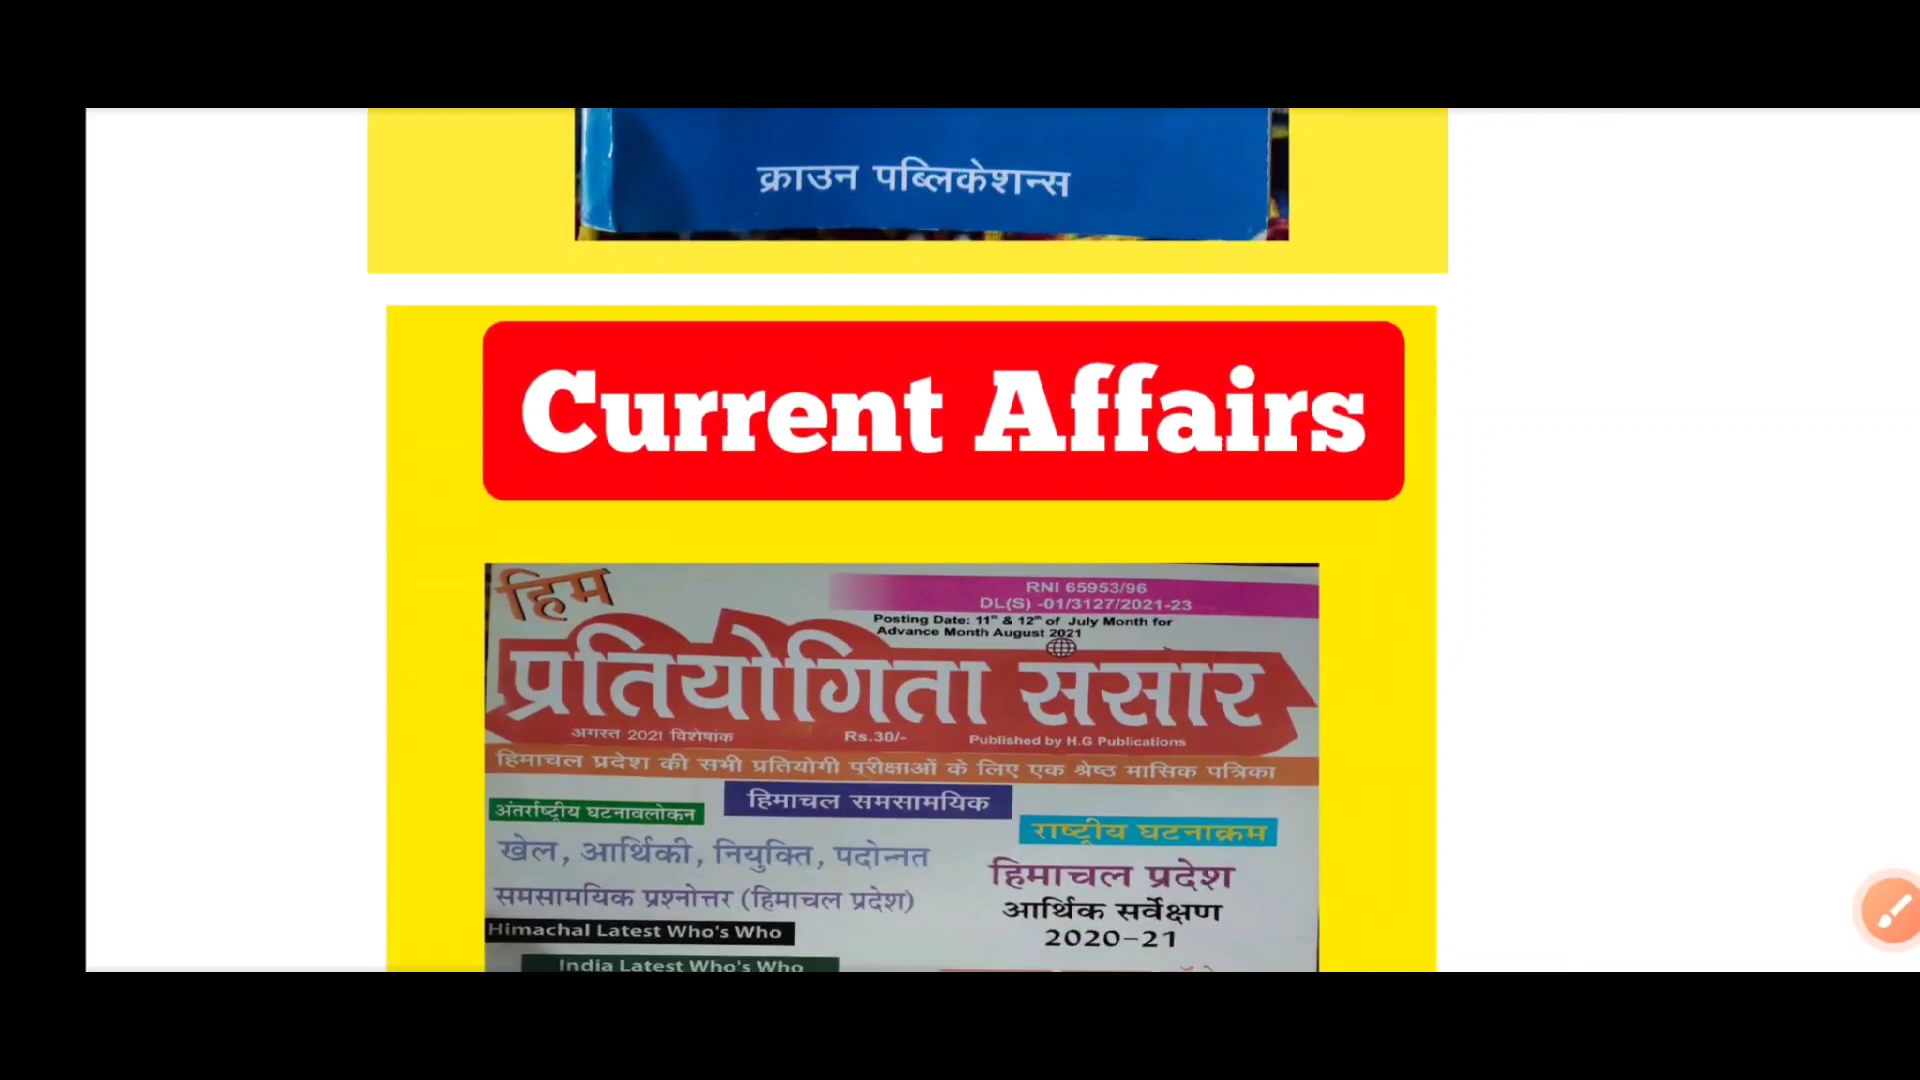 क्राउन पब्लिकेशन्स
Current Affairs
हिम
RNI 65953/96
DL(S) -01/3127/2021-23
Posting Date: 11th & 12th of July Month for
Advance Month August 2021
प्रतियोगिता संसार
अगस्त 2021 विशेषांक Rs.30/- Published by H.G Publications
हिमाचल प्रदेश की सभी प्रतियोगी परीक्षाओं के लिए एक श्रेष्ठ मासिक पत्रिका
हिमाचल समसामयिक
अंतर्राष्ट्रीय घटनावलोकन
राष्ट्रीय घटनाक्रम
खेल, आर्थिकी, नियुक्ति, पदोन्नत
समसामयिक प्रश्नोत्तर (हिमाचल प्रदेश)
हिमाचल प्रदेश
आर्थिक सर्वेक्षण
2020-21
Himachal Latest Who's Who
India Latest Who's Who